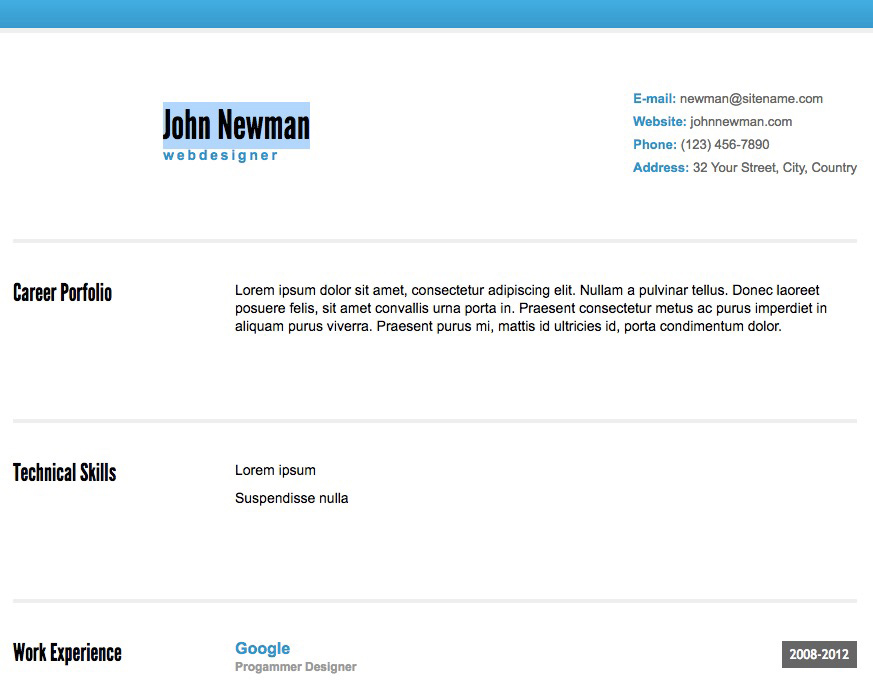 John Newman
webdesigner
E-mail: newman@sitename.com
Website: johnnewman.com
Phone: (123) 456-7890
Address: 32 Your Street, City, Country
Career Porfolio
Lorem ipsum dolor sit amet, consectetur adipiscing elit. Nullam a pulvinar tellus. Donec laoreet
posuere felis, sit amet convallis urna porta in. Praesent consectetur metus ac purus imperdiet in
aliquam purus viverra. Praesent purus mi, mattis id ultricies id, porta condimentum dolor.
Technical Skills
Lorem ipsum
Suspendisse nulla
Work Experience
Google
Progammer Designer
2008-2012